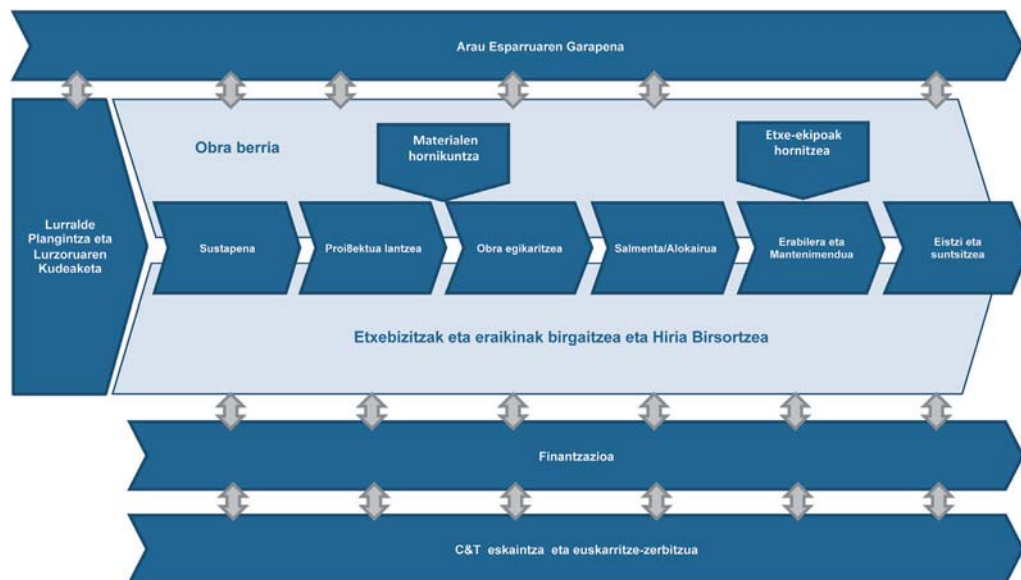 Arau Esparruaren Garapena
Obra berria
Materialen
hornikuntza
Etxe-ekipoak
hornitzea
Lurralde
Plangintza eta
Lurzoruaren
Kudeaketa
Sustapena
Proi8ektua lantzea
Obra egikaritzea
Salmenta/Alokairua
Erabilera eta
Mantenimendua
Eistzi eta
suntsitzea
Etxebizitzak eta eraikinak birgaitzea eta Hiria Birsortzea
Finantzazioa
C&T eskaintza eta euskarritze-zerbitzua